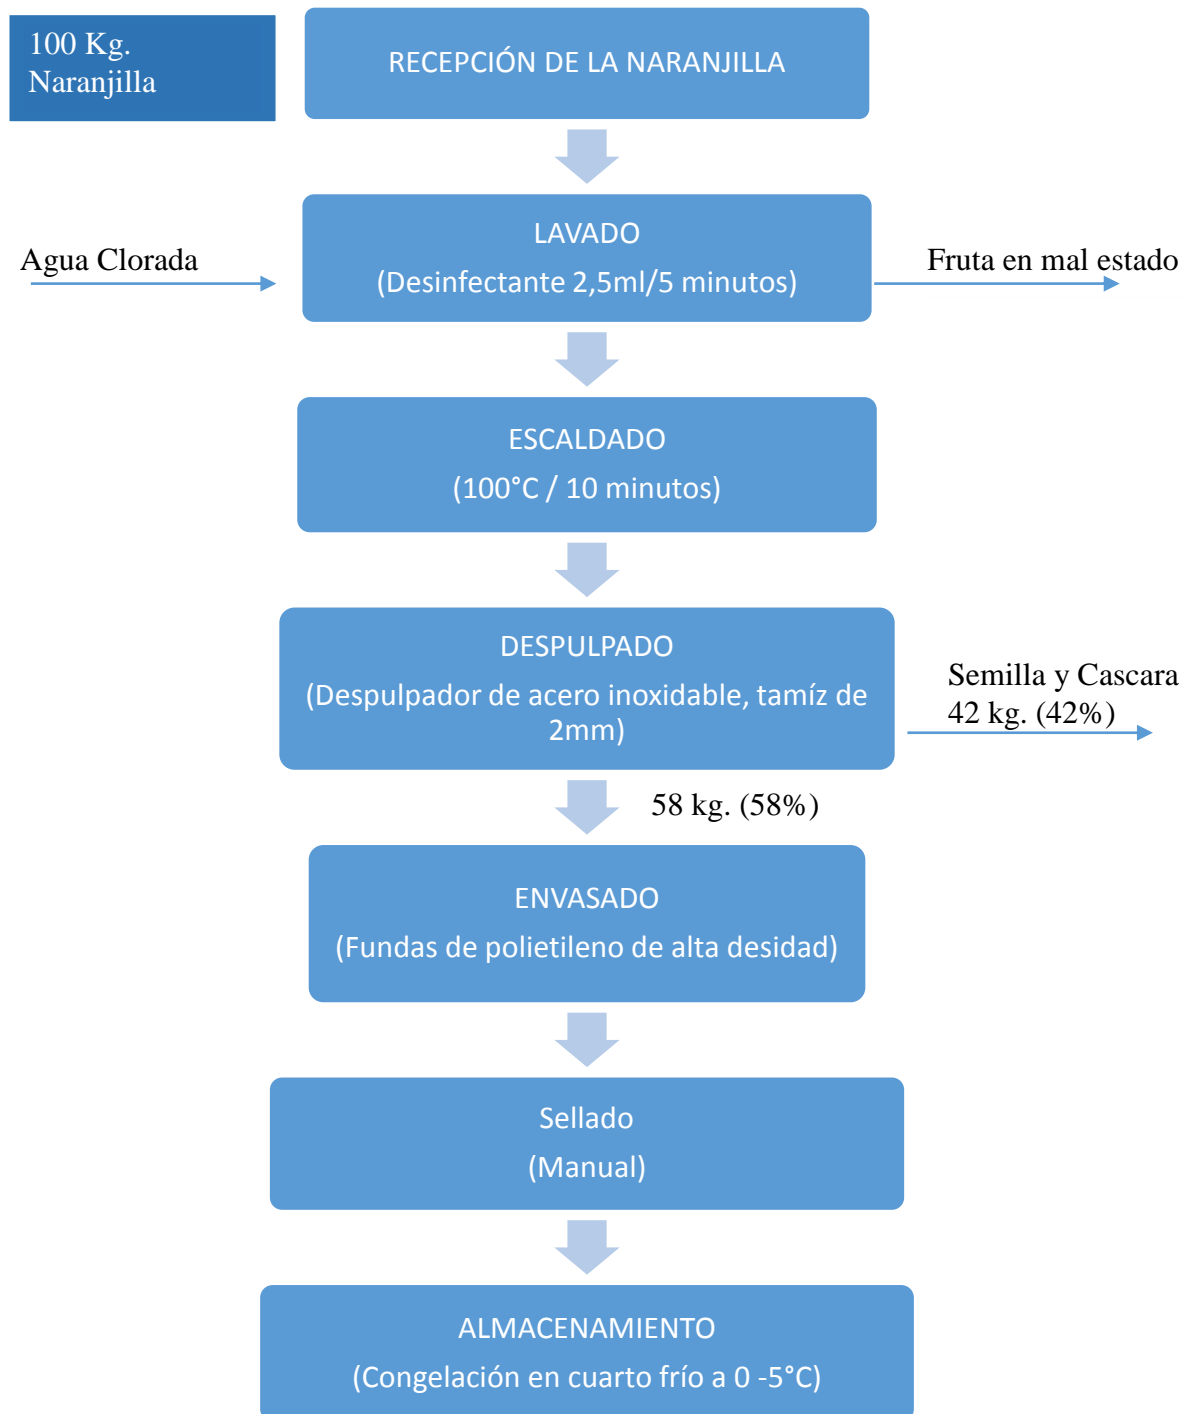 100 Kg.
Naranjilla
RECEPCIÓN DE LA NARANJILLA
LAVADO
(Desinfectante 2,5ml/5 minutos)
Agua Clorada
Fruta en mal estado
ESCALDADO
(100°C / 10 minutos)
DESPULPADO
(Despulpador de acero inoxidable, tamíz de
2mm)
Semilla y Cascara
42 kg. (42%)
58 kg. (58%)
ENVASADO
(Fundas de polietileno de alta desidad)
Sellado
(Manual)
ALMACENAMIENTO
(Congelación en cuarto frío a 0 -5°C)